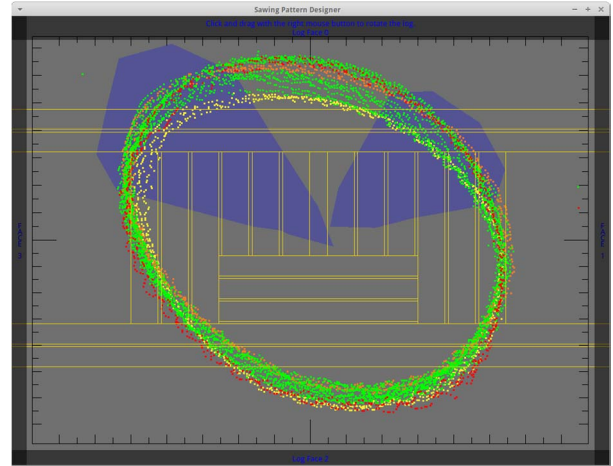 Sawing Pattern Designer
Click and drag with the right mouse button to rotate the log.
Log Face 0
Log Face 2